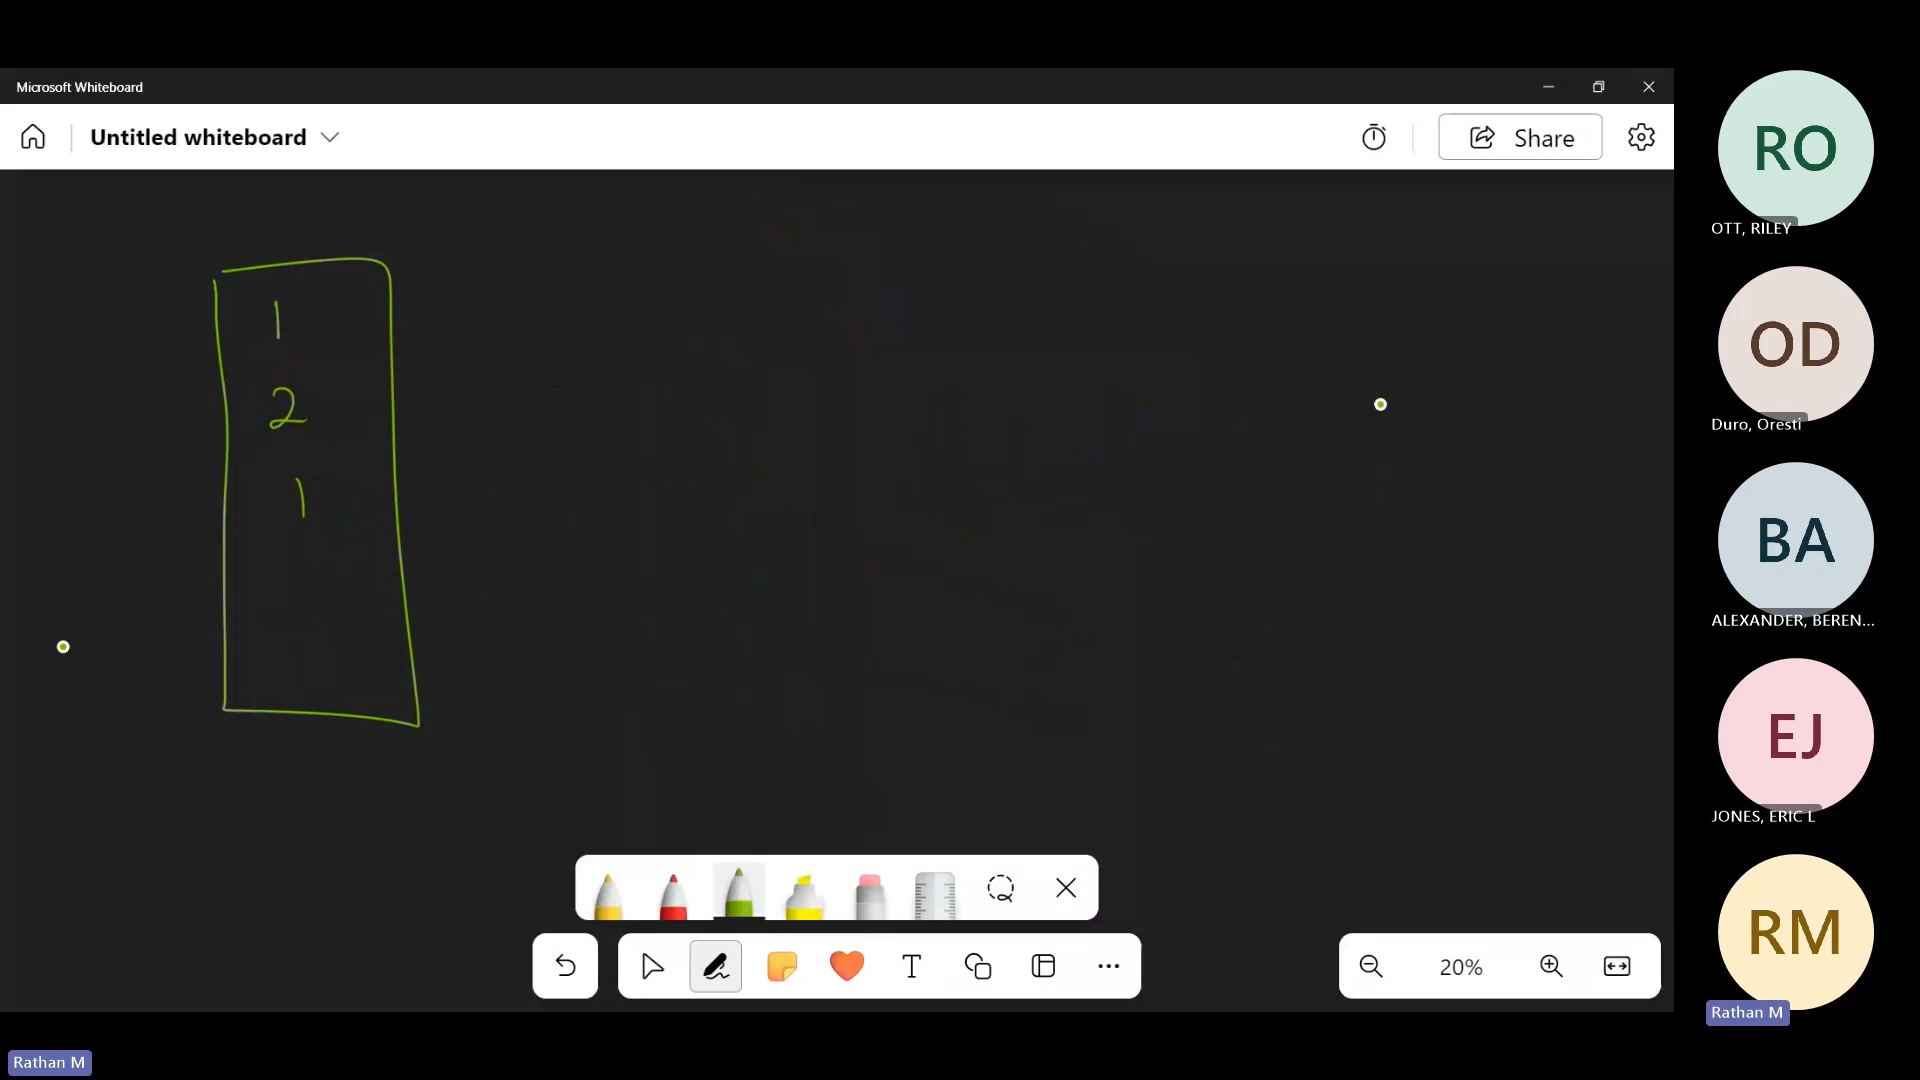 Microsoft Whiteboard
Untitled whiteboard
Share
1
2
1
20%
RO
OTT, RILEY
OD
Duro, Oresti
BA
ALEXANDER, BEREN...
EJ
JONES, ERIC L
RM
Rathan M
Rathan M